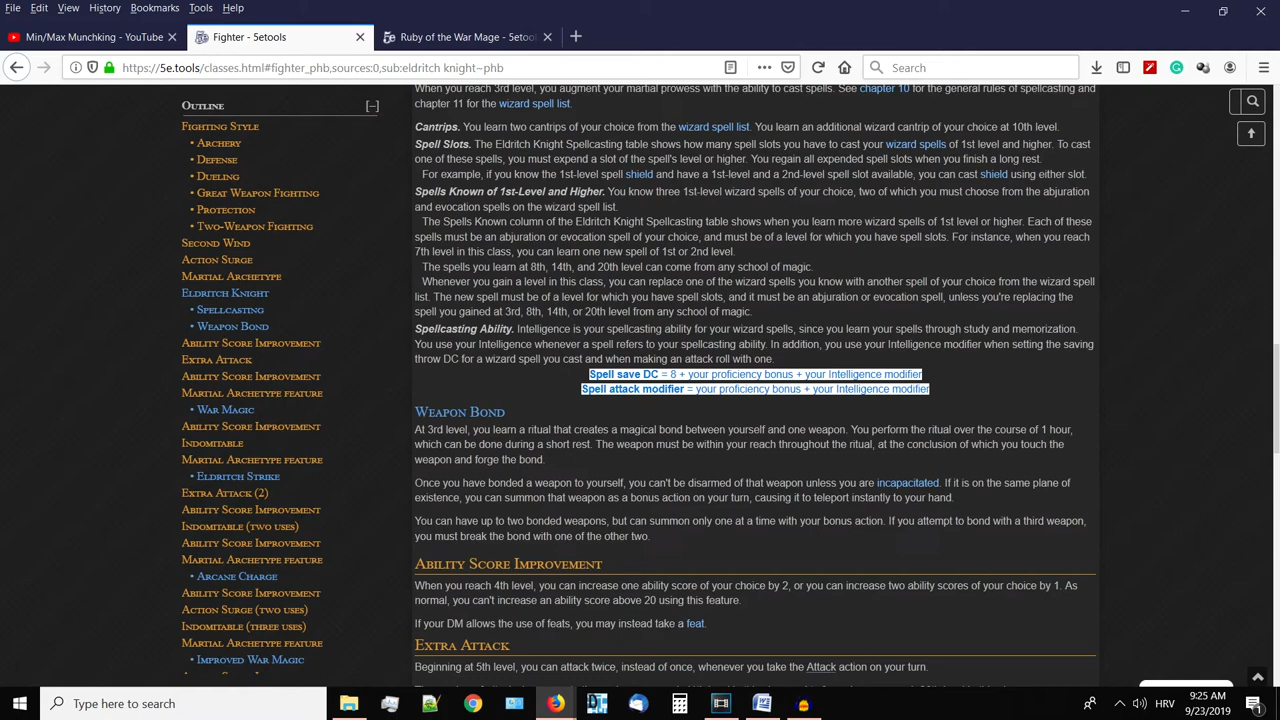 File Edit View History Bookmarks Tools Help
Min/Max Munchking - YouTube
Fighter - 5etools
Ruby of the War Mage - 5etools
https://5e.tools/classes.html#fighter_phb,sources:0,sub:eldritch knight~phb
Search
Outline [–]
Fighting Style
• Archery
• Defense
• Dueling
• Great Weapon Fighting
• Protection
• Two-Weapon Fighting
Second Wind
Action Surge
Martial Archetype
Eldritch Knight
• Spellcasting
• Weapon Bond
Ability Score Improvement
Extra Attack
Ability Score Improvement
Martial Archetype feature
• War Magic
Ability Score Improvement
Indomitable
Martial Archetype feature
• Eldritch Strike
Extra Attack (2)
Ability Score Improvement
Indomitable (two uses)
Ability Score Improvement
Martial Archetype feature
• Arcane Charge
Ability Score Improvement
Action Surge (two uses)
Indomitable (three uses)
Martial Archetype feature
• Improved War Magic
When you reach 3rd level, you augment your martial prowess with the ability to cast spells. See chapter 10 for the general rules of spellcasting and
chapter 11 for the wizard spell list.
Cantrips. You learn two cantrips of your choice from the wizard spell list. You learn an additional wizard cantrip of your choice at 10th level.
Spell Slots. The Eldritch Knight Spellcasting table shows how many spell slots you have to cast your wizard spells of 1st level and higher. To cast
one of these spells, you must expend a slot of the spell's level or higher. You regain all expended spell slots when you finish a long rest.
For example, if you know the 1st-level spell shield and have a 1st-level and a 2nd-level spell slot available, you can cast shield using either slot.
Spells Known of 1st-Level and Higher. You know three 1st-level wizard spells of your choice, two of which you must choose from the abjuration
and evocation spells on the wizard spell list.
The Spells Known column of the Eldritch Knight Spellcasting table shows when you learn more wizard spells of 1st level or higher. Each of these
spells must be an abjuration or evocation spell of your choice, and must be of a level for which you have spell slots. For instance, when you reach
7th level in this class, you can learn one new spell of 1st or 2nd level.
The spells you learn at 8th, 14th, and 20th level can come from any school of magic.
Whenever you gain a level in this class, you can replace one of the wizard spells you know with another spell of your choice from the wizard spell
list. The new spell must be of a level for which you have spell slots, and it must be an abjuration or evocation spell, unless you're replacing the
spell you gained at 3rd, 8th, 14th, or 20th level from any school of magic.
Spellcasting Ability. Intelligence is your spellcasting ability for your wizard spells, since you learn your spells through study and memorization.
You use your Intelligence whenever a spell refers to your spellcasting ability. In addition, you use your Intelligence modifier when setting the saving
throw DC for a wizard spell you cast and when making an attack roll with one.
Spell save DC = 8 + your proficiency bonus + your Intelligence modifier
Spell attack modifier = your proficiency bonus + your Intelligence modifier
Weapon Bond
At 3rd level, you learn a ritual that creates a magical bond between yourself and one weapon. You perform the ritual over the course of 1 hour,
which can be done during a short rest. The weapon must be within your reach throughout the ritual, at the conclusion of which you touch the
weapon and forge the bond.
Once you have bonded a weapon to yourself, you can't be disarmed of that weapon unless you are incapacitated. If it is on the same plane of
existence, you can summon that weapon as a bonus action on your turn, causing it to teleport instantly to your hand.
You can have up to two bonded weapons, but can summon only one at a time with your bonus action. If you attempt to bond with a third weapon,
you must break the bond with one of the other two.
Ability Score Improvement
When you reach 4th level, you can increase one ability score of your choice by 2, or you can increase two ability scores of your choice by 1. As
normal, you can't increase an ability score above 20 using this feature.
If your DM allows the use of feats, you may instead take a feat.
Extra Attack
Beginning at 5th level, you can attack twice, instead of once, whenever you take the Attack action on your turn.
Type here to search
HRV
9:25 AM
9/23/2019